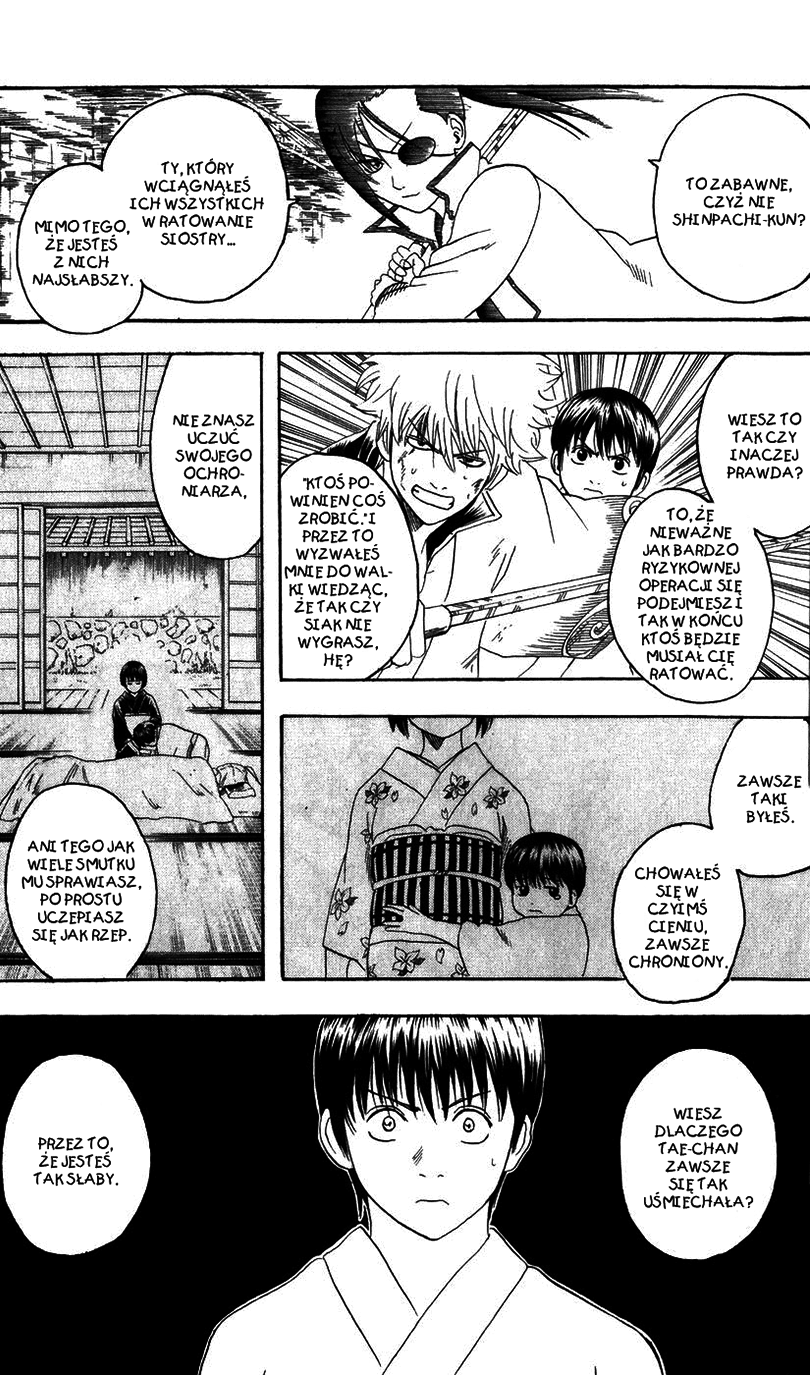 TO ZABAWNE,
CZYŻ NIE
SHINPACHI-KUN?
TY, KTÓRY
WCIĄGNĄŁEŚ
ICH WSZYSTKICH
W RATOWANIE
SIOSTRY...
MIMO TEGO,
ŻE JESTEŚ
Z NICH
NAJSŁABSZY.
WIESZ TO
TAK CZY
INACZEJ
PRAWDA?
TO, ŻE
NIEWAŻNE
JAK BARDZO
RYZYKOWNEJ
OPERACJI SIĘ
PODEJMIESZ I
TAK W KOŃCU
KTOŚ BĘDZIE
MUSIAŁ CIĘ
RATOWAĆ.
"KTOŚ PO-
WINIEN COŚ
ZROBIĆ." I
PRZEZ TO
WYZWAŁEŚ
MNIE DO WAL-
KI WIEDZĄC,
ŻE TAK CZY
SIAK NIE
WYGRASZ,
HĘ?
ZAWSZE
TAKI
BYŁEŚ.
CHOWAŁEŚ
SIĘ W
CZYIMŚ
CIENIU,
ZAWSZE
CHRONIONY.
NIE ZNASZ
UCZUĆ
SWOJEGO
OCHRO-
NIARZA,
ANI TEGO JAK
WIELE SMUTKU
MU SPRAWIASZ,
PO PROSTU
UCZEPIASZ
SIĘ JAK RZEP.
WIESZ
DLACZEGO
TAE-CHAN
ZAWSZE
SIĘ TAK
UŚMIECHAŁA?
PRZEZ TO,
ŻE JESTEŚ
TAK SŁABY.